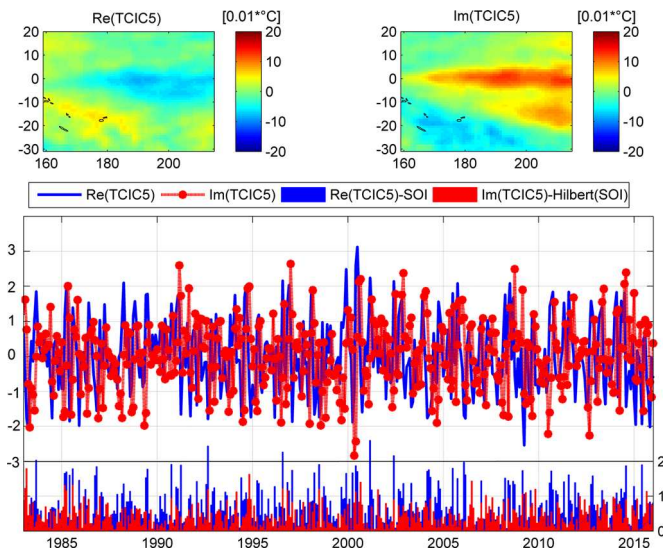 Re(TCIC5) [0.01*°C] Im(TCIC5) [0.01*°C]
20 20 20 20
10 10 10 10
0 0 0 0
-10 -10 -10 -10
-20 -20 -20 -20
-30 -30
160 180 200 160 180 200
Re(TCIC5) Im(TCIC5) Re(TCIC5)-SOI Im(TCIC5)-Hilbert(SOI)
3
2
1
0
-1
-2
-3 2
1
0
1985 1990 1995 2000 2005 2010 2015